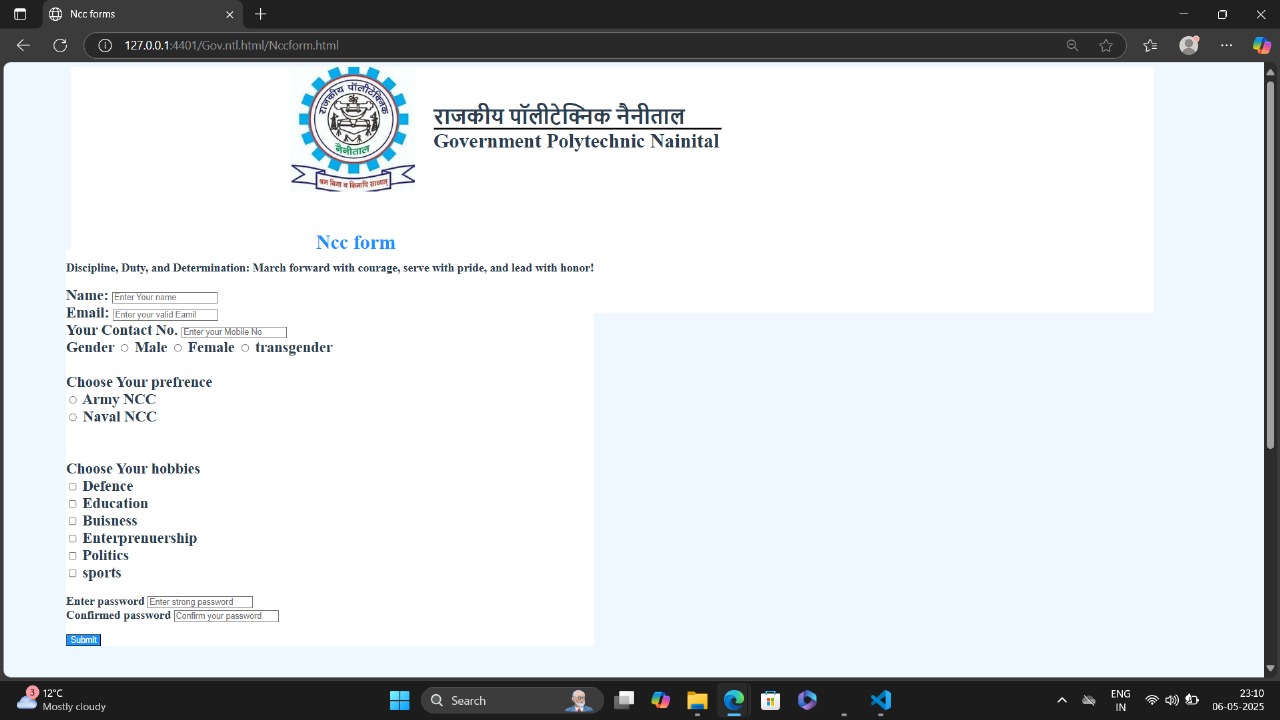 Ncc forms
127.0.0.1:4401/Gov.ntl.html/Nccform.html
राजकीय पॉलीटेक्निक
नैनीताल
श्रम बिना न किमपि साध्यम्
राजकीय पॉलीटेक्निक नैनीताल
Government Polytechnic Nainital
Ncc form
Discipline, Duty, and Determination: March forward with courage, serve with pride, and lead with honor!
Name: Enter Your name
Email: Enter your valid Eamil
Your Contact No. Enter your Mobile No
Gender Male Female transgender
Choose Your prefrence
Army NCC
Naval NCC
Choose Your hobbies
Defence
Education
Buisness
Enterprenuership
Politics
sports
Enter password Enter strong password
Confirmed password Confirm your password
Submit
3 12°C
Mostly cloudy
Search
ENG
IN
23:10
06-05-2025